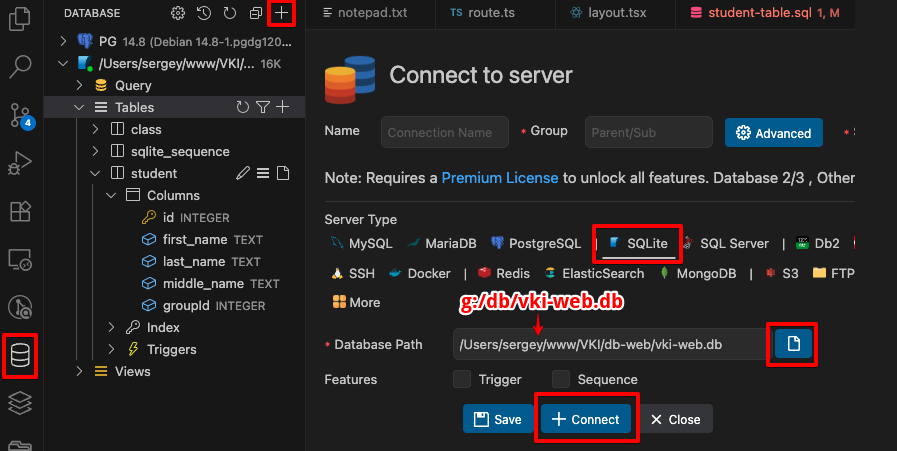 DATABASE
PG 14.8 (Debian 14.8-1.pgdg120...
/Users/sergey/www/VKI/... 16K
Query
Tables
class
sqlite_sequence
student
Columns
id INTEGER
first_name TEXT
last_name TEXT
middle_name TEXT
groupId INTEGER
Index
Triggers
Views
4
notepad.txt
TS route.ts
layout.tsx
student-table.sql 1, M
Connect to server
Name
Connection Name
* Group
Parent/Sub
Advanced
*
Note: Requires a Premium License to unlock all features. Database 2/3 , Other
Server Type
MySQL MariaDB PostgreSQL | SQLite SQL Server | Db2
SSH Docker | Redis ElasticSearch MongoDB | S3 FTP
More
g:/db/vki-web.db
* Database Path
/Users/sergey/www/VKI/db-web/vki-web.db
Features
Trigger
Sequence
Save
Connect
Close